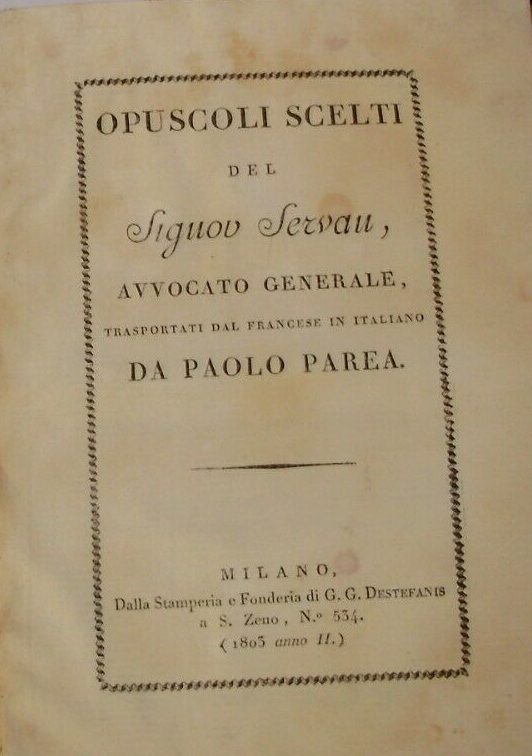 OPUSCOLI SCELTI
DEL
Signor Servan,
AVVOCATO GENERALE,
TRASPORTATI DAL FRANCESE IN ITALIANO
DA PAOLO PAREA.
MILANO,
Dalla Stamperia e Fonderia di G. G. DESTEFANIS
a S. Zeno, N.º 534.
(1803 anno II.)